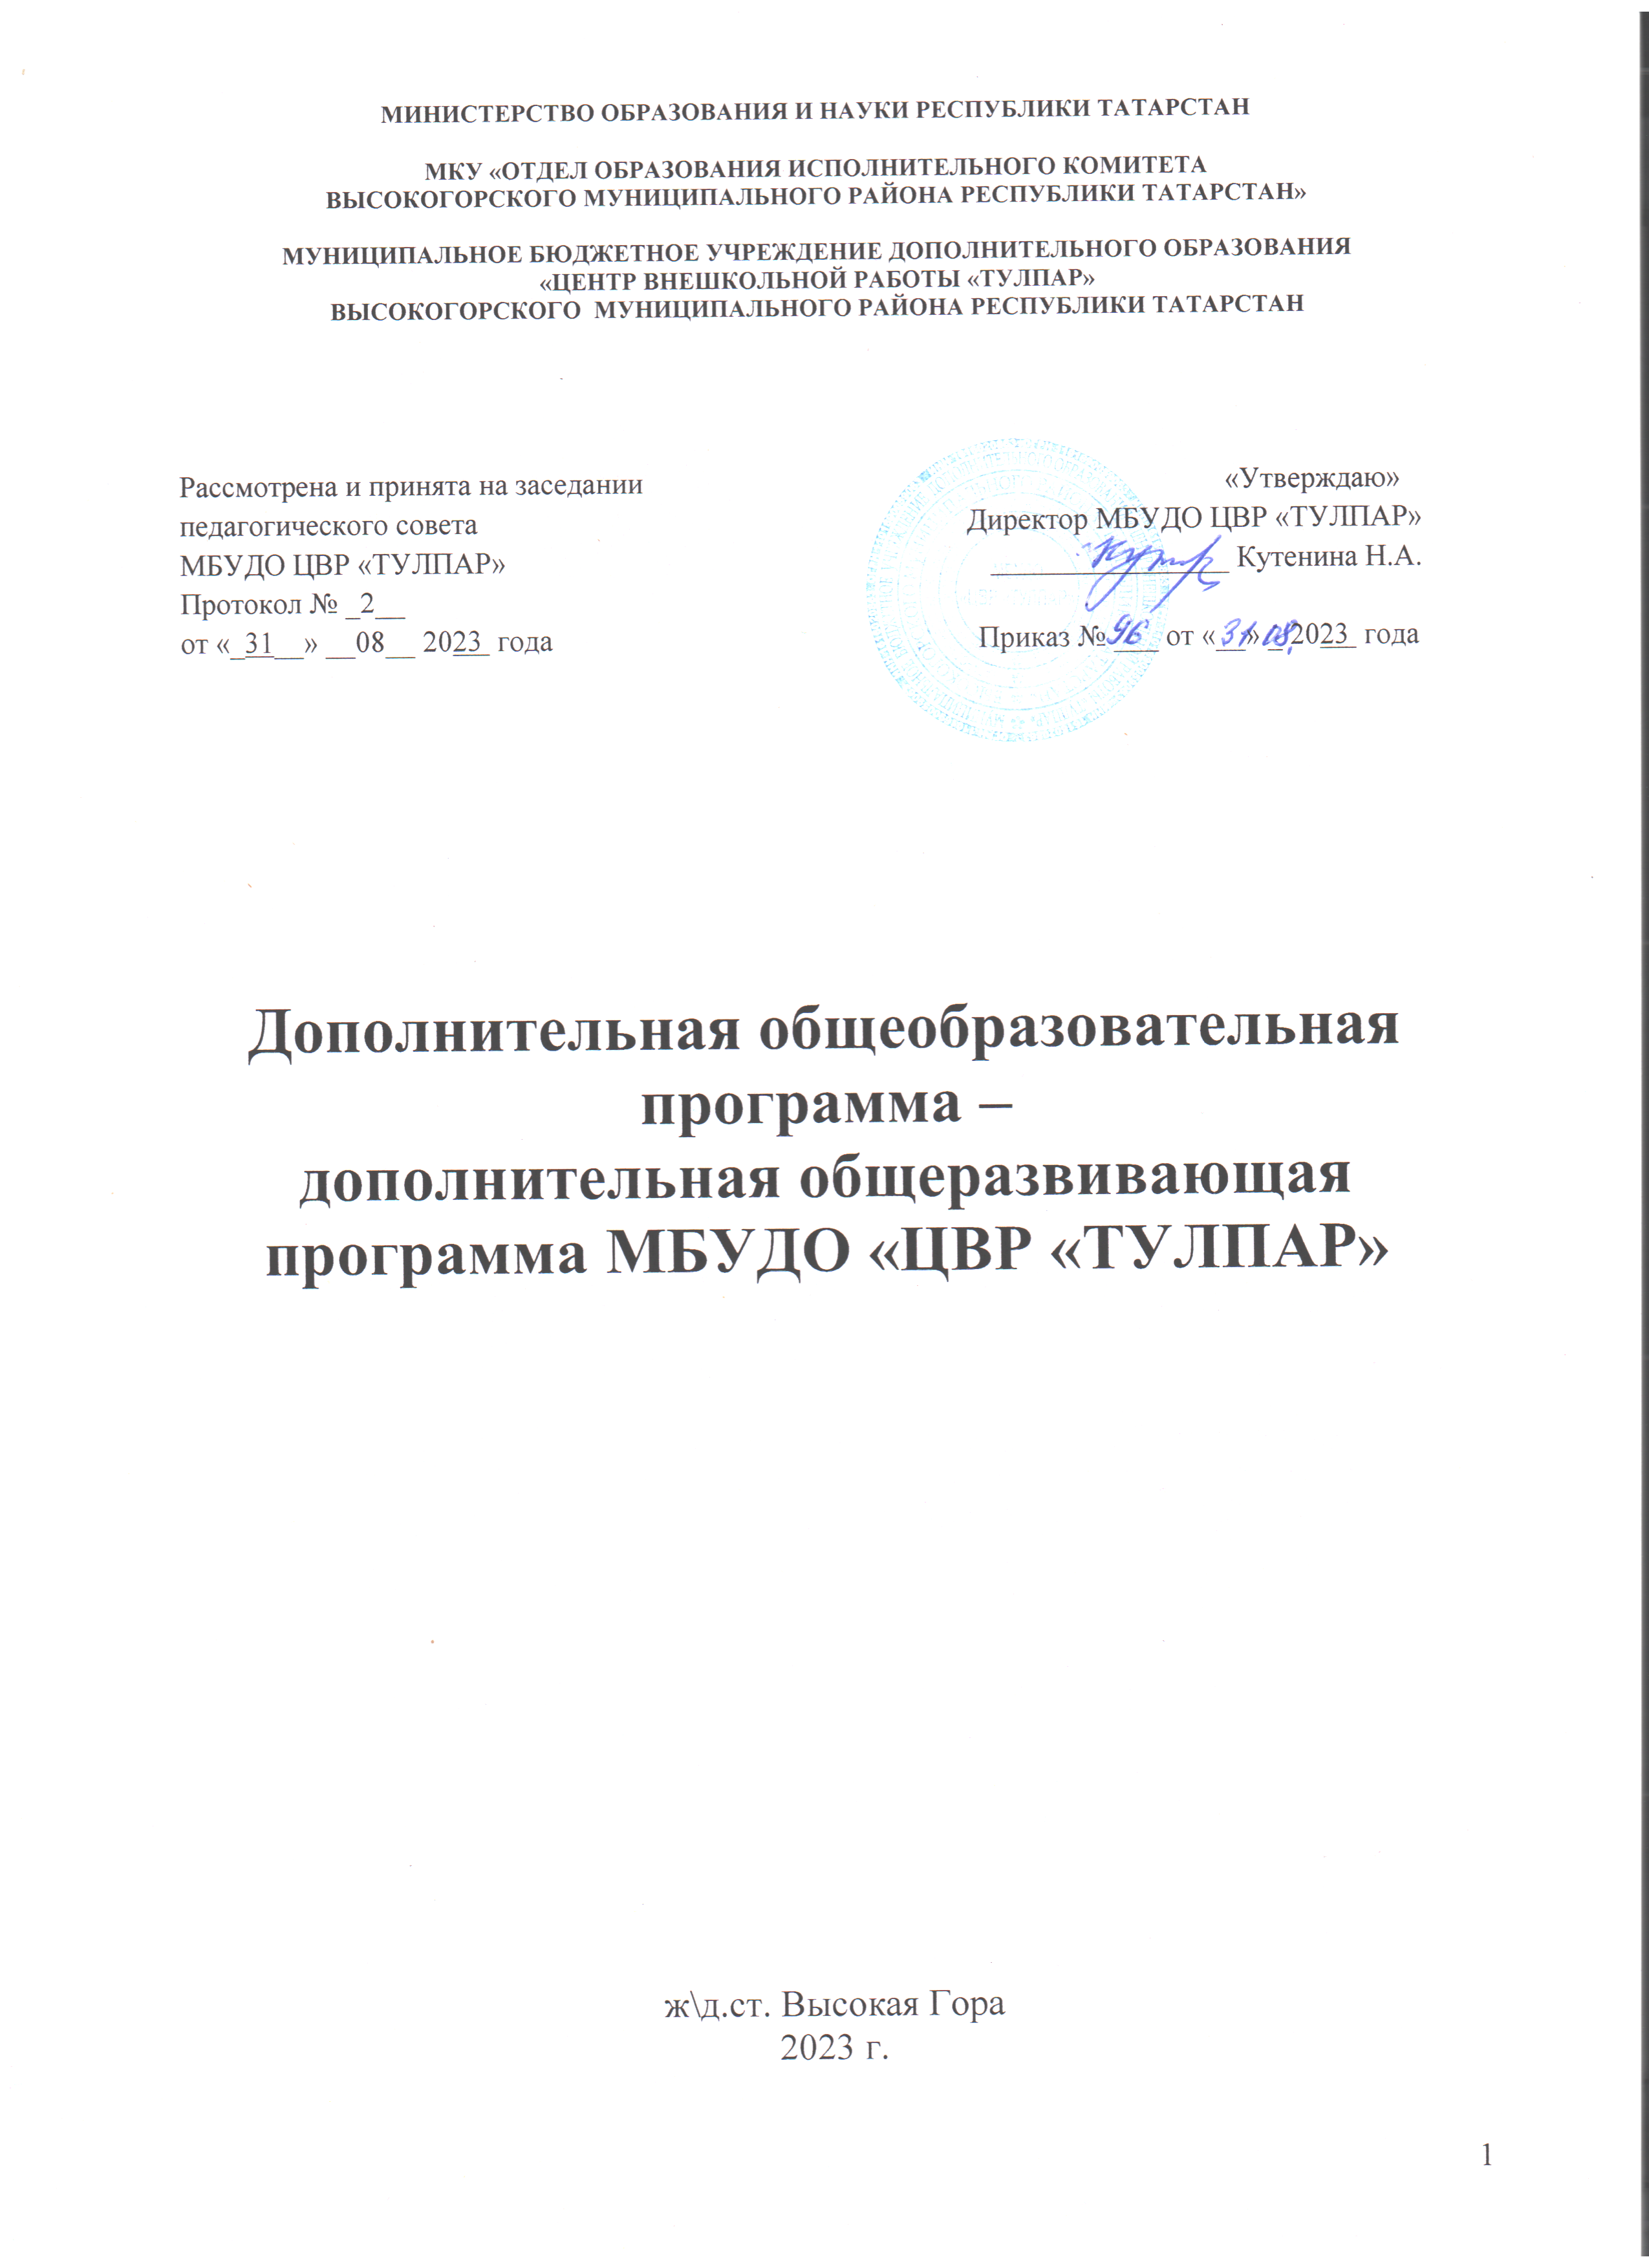 МИНИСТЕРСТВО ОБРАЗОВАНИЯ И НАУКИ РЕСПУБЛИКИ ТАТАРСТАН
МКУ «ОТДЕЛ ОБРАЗОВАНИЯ ИСПОЛНИТЕЛЬНОГО КОМИТЕТА
ВЫСОКОГОРСКОГО МУНИЦИПАЛЬНОГО РАЙОНА РЕСПУБЛИКИ ТАТАРСТАН»
МУНИЦИПАЛЬНОЕ БЮДЖЕТНОЕ УЧРЕЖДЕНИЕ ДОПОЛНИТЕЛЬНОГО ОБРАЗОВАНИЯ
«ЦЕНТР ВНЕШКОЛЬНОЙ РАБОТЫ «ТУЛПАР»
ВЫСОКОГОРСКОГО МУНИЦИПАЛЬНОГО РАЙОНА РЕСПУБЛИКИ ТАТАРСТАН
Рассмотрена и принята на заседании
педагогического совета
МБУДО ЦВР «ТУЛПАР»
Протокол № _2__
от «_31__» __08__ 2023 года
«Утверждаю»
Директор МБУДО ЦВР «ТУЛПАР»
________________ Кутенина Н.А.
Приказ № 96 от «31» 08. 2023 года
Дополнительная общеобразовательная
программа –
дополнительная общеразвивающая
программа МБУДО «ЦВР «ТУЛПАР»
ж\д.ст. Высокая Гора
2023 г.
1